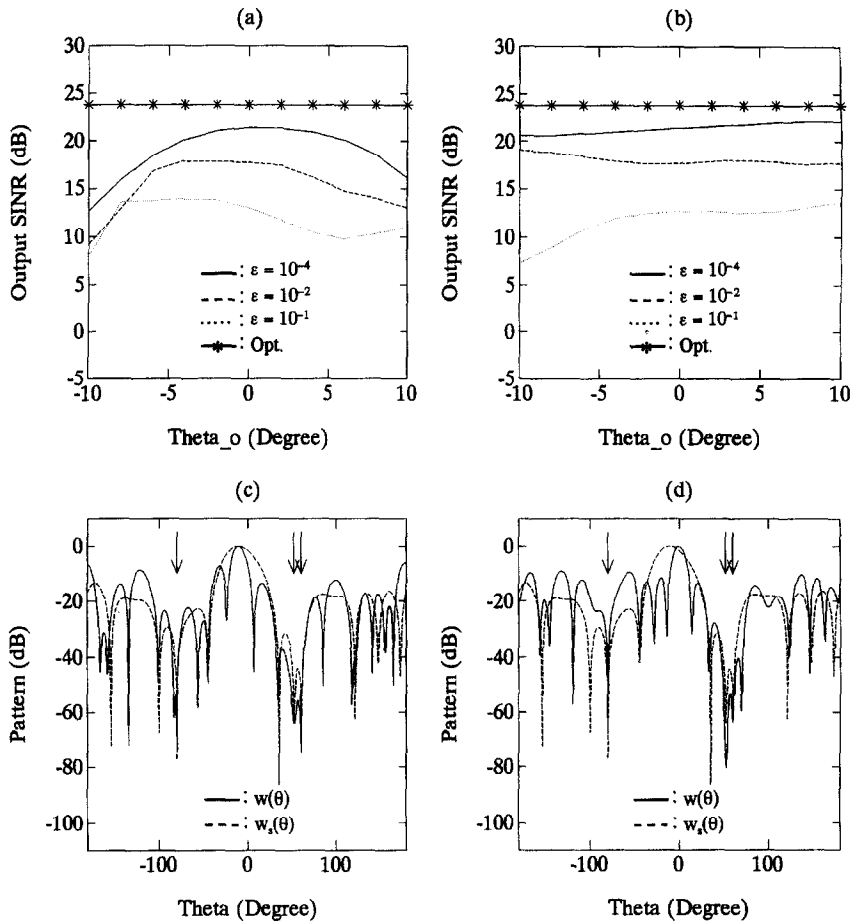 (a)
Output SINR (dB)
30
25
20
15
10
5
0
-5
-10
-5
0
5
10
: ε = 10⁻⁴
: ε = 10⁻²
: ε = 10⁻¹
: Opt.
Theta_o (Degree)
(b)
Output SINR (dB)
30
25
20
15
10
5
0
-5
-10
-5
0
5
10
: ε = 10⁻⁴
: ε = 10⁻²
: ε = 10⁻¹
: Opt.
Theta_o (Degree)
(c)
Pattern (dB)
0
-20
-40
-60
-80
-100
-100
0
100
: w(θ)
: wₛ(θ)
Theta (Degree)
(d)
Pattern (dB)
0
-20
-40
-60
-80
-100
-100
0
100
: w(θ)
: wₛ(θ)
Theta (Degree)